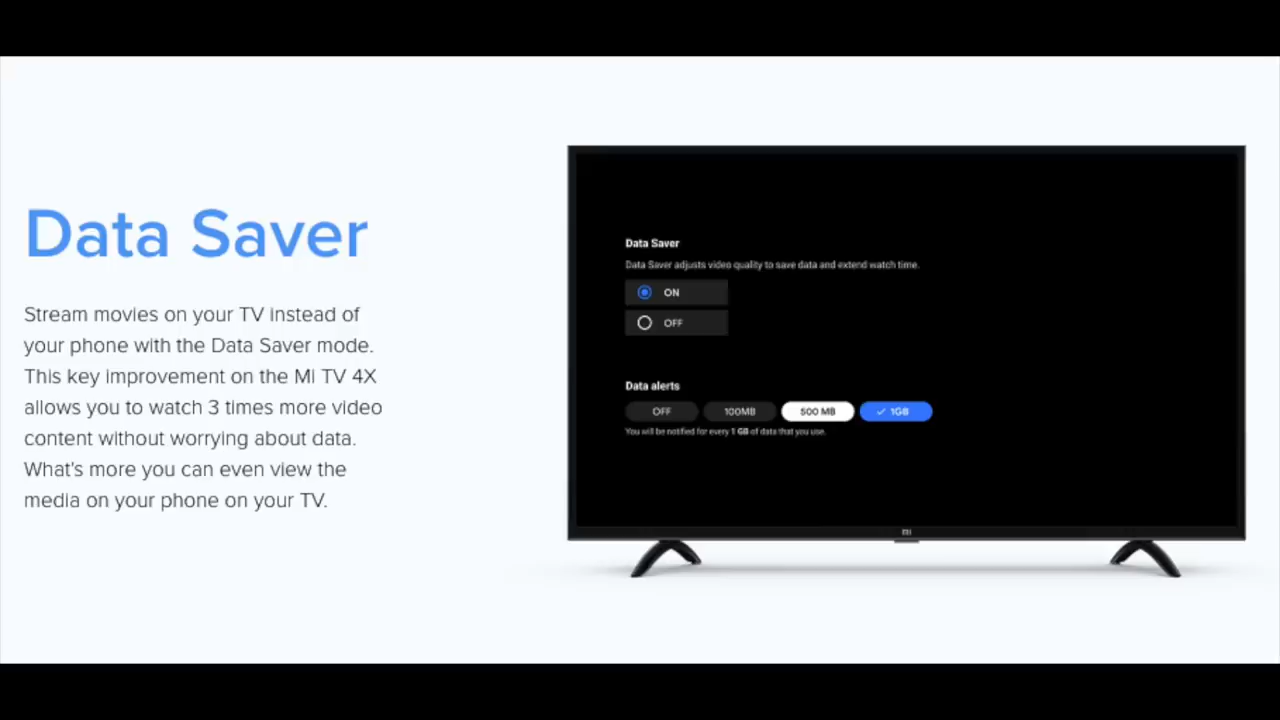 Data Saver
Stream movies on your TV instead of
your phone with the Data Saver mode.
This key improvement on the Mi TV 4X
allows you to watch 3 times more video
content without worrying about data.
What's more you can even view the
media on your phone on your TV.
Data Saver
Data Saver adjusts video quality to save data and extend watch time.
ON
OFF
Data alerts
OFF 100MB 500 MB 1GB
You will be notified for every 1 GB of data that you use.
MI